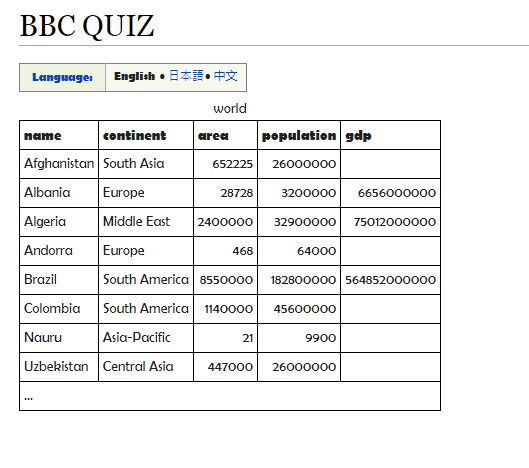 BBC QUIZ
Language: English • 日本語 • 中文
world
name continent area population gdp
Afghanistan South Asia 652225 26000000
Albania Europe 28728 3200000 6656000000
Algeria Middle East 2400000 32900000 75012000000
Andorra Europe 468 64000
Brazil South America 8550000 182800000 564852000000
Colombia South America 1140000 45600000
Nauru Asia-Pacific 21 9900
Uzbekistan Central Asia 447000 26000000
...